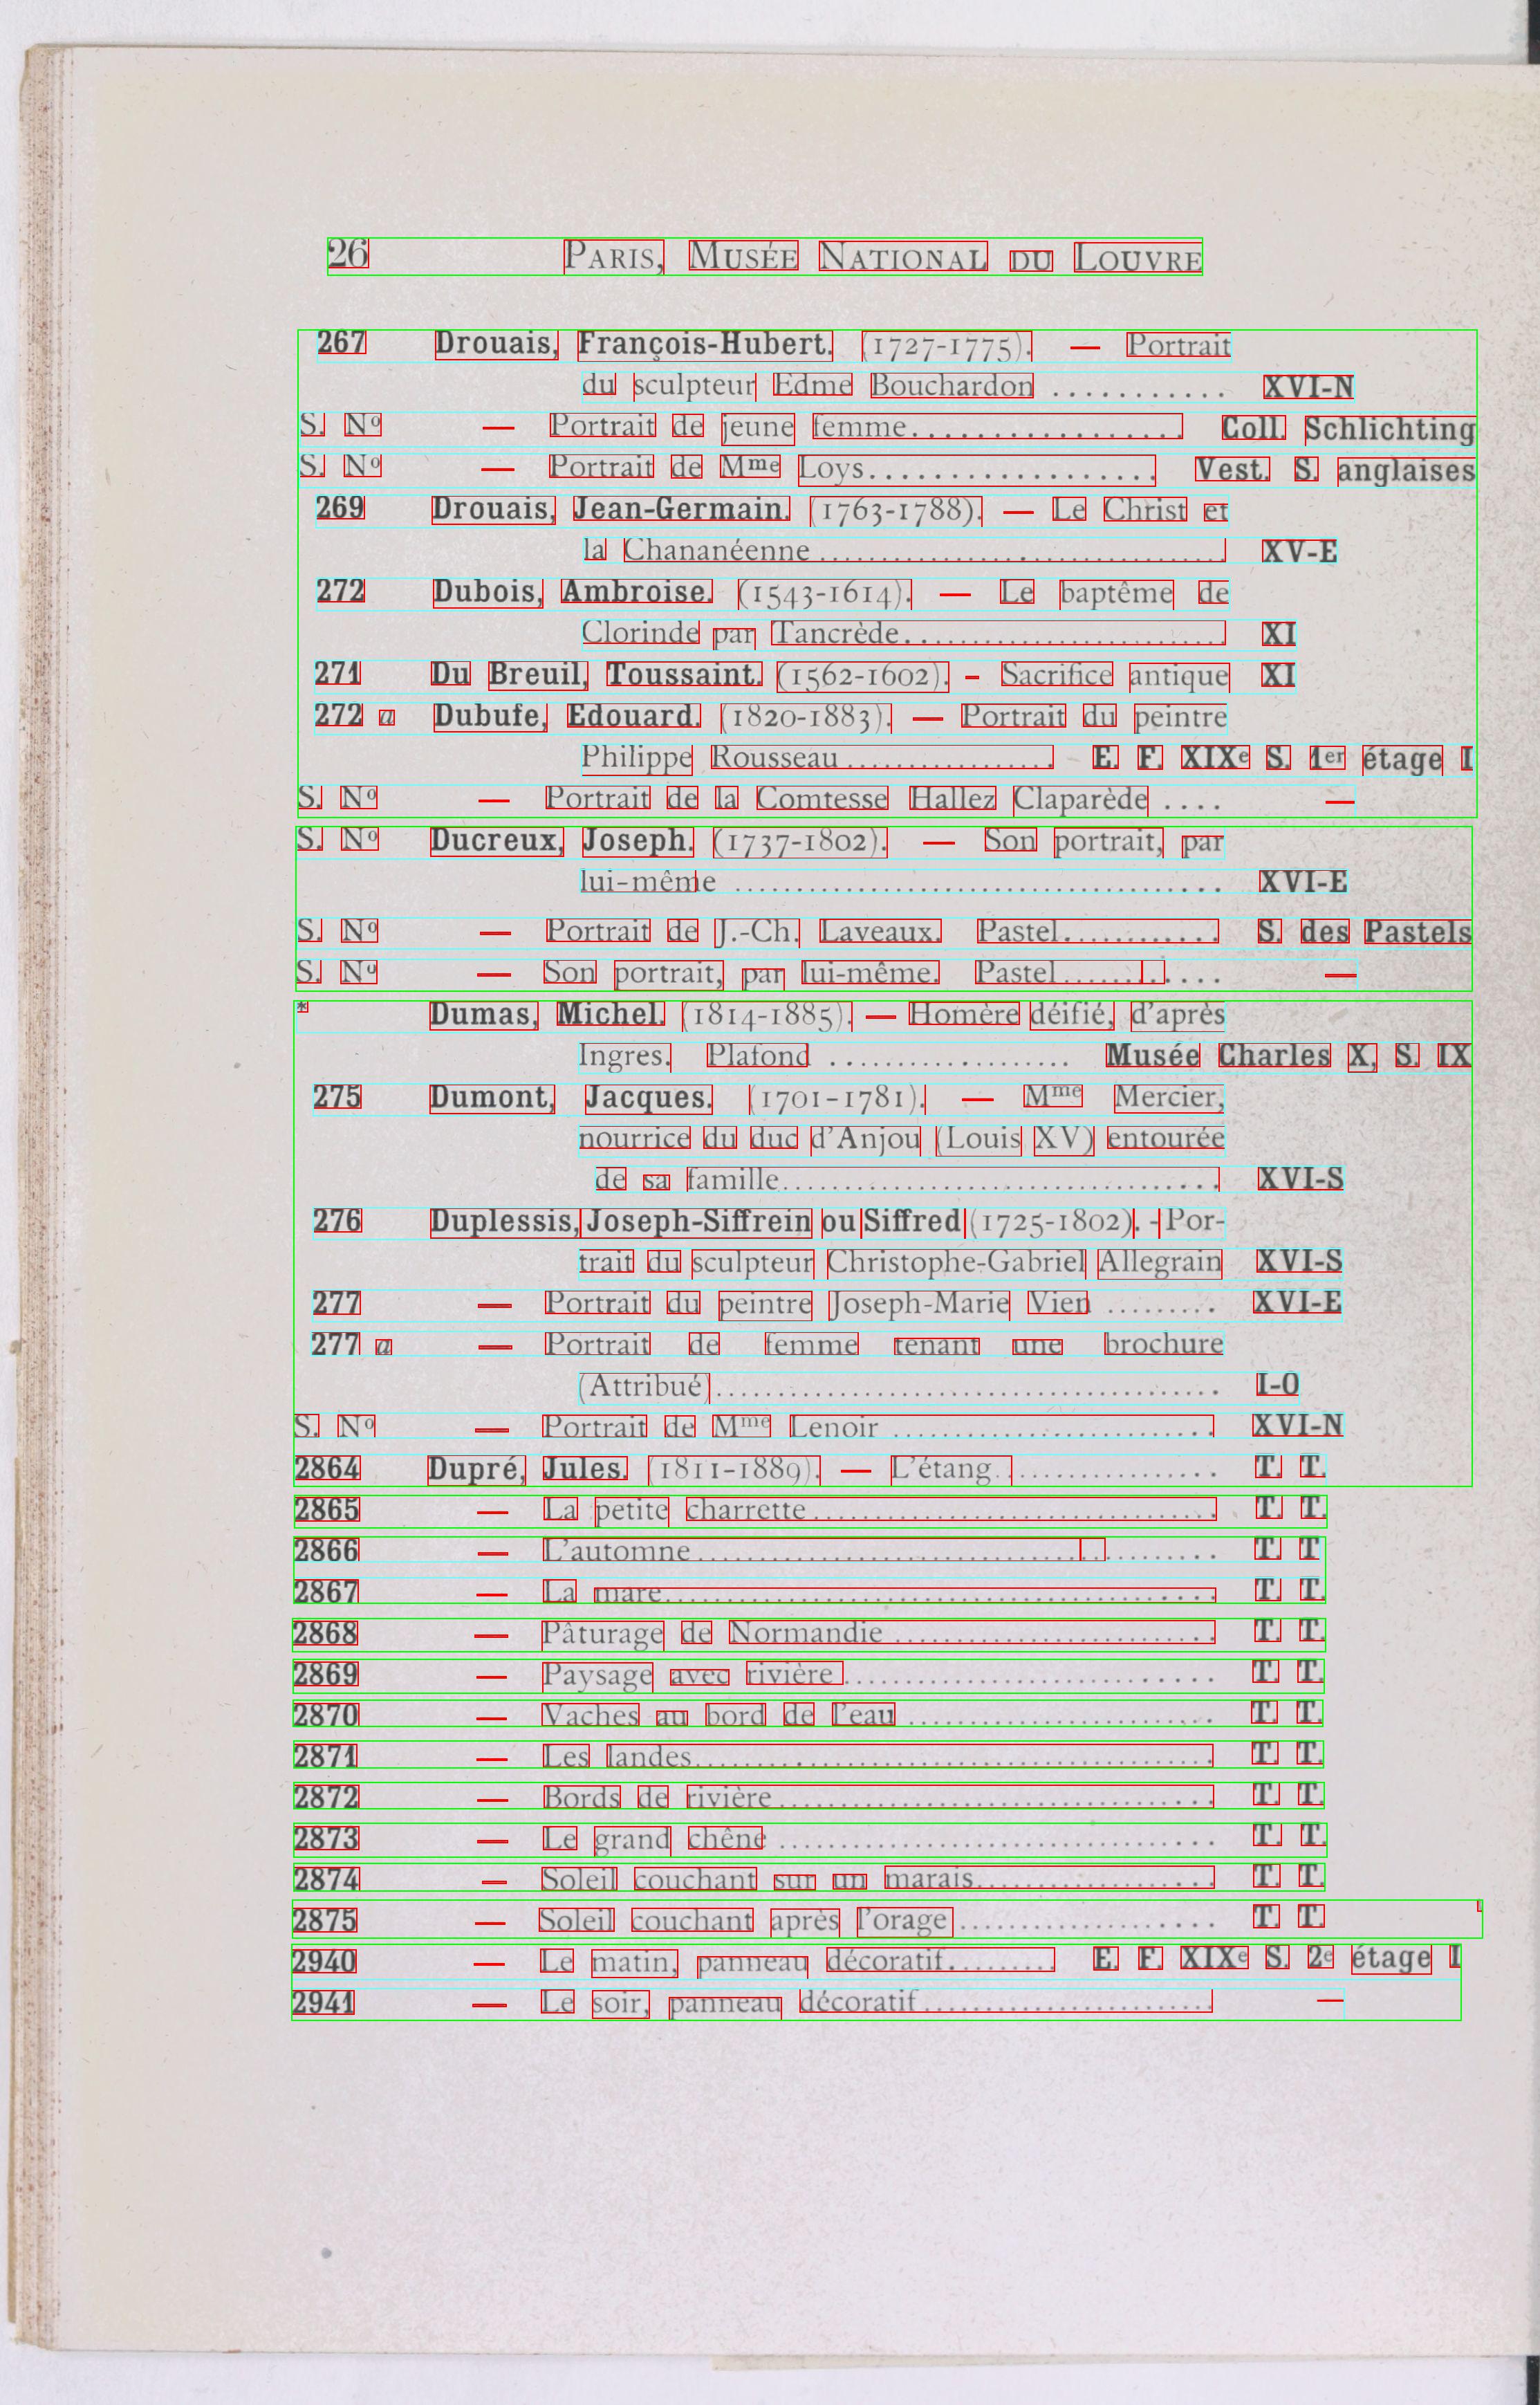 26 PARIS, MUSÉE NATIONAL DU LOUVRE
267 Drouais, François-Hubert. (1727-1775). — Portrait
du sculpteur Edme Bouchardon ........... XVI-N
S. Nº — Portrait de jeune femme................. Coll. Schlichting
S. Nº — Portrait de Mme Loys.................. Vest. S. anglaises
269 Drouais, Jean-Germain. (1763-1788). — Le Christ et
la Chananéenne .................................. XV-E
272 Dubois, Ambroise. (1543-1614). — Le baptême de
Clorinde par Tancrède........................... XI
271 Du Breuil, Toussaint. (1562-1602). – Sacrifice antique XI
272 a Dubufe, Edouard. (1820-1883). — Portrait du peintre
Philippe Rousseau ................ E. F. XIXe S. 1er étage I
S. Nº — Portrait de la Comtesse Hallez Claparède .... —
S. Nº Ducreux, Joseph. (1737-1802). — Son portrait, par
lui-même ..................................... XVI-E
S. Nº — Portrait de J.-Ch. Laveaux. Pastel............ S. des Pastels
S. Nº — Son portrait, par lui-même. Pastel............ —
* Dumas, Michel. (1814-1885). — Homère déifié, d'après
Ingres. Plafond ................... Musée Charles X, S. IX
275 Dumont, Jacques. (1701-1781). — Mme Mercier,
nourrice du duc d'Anjou (Louis XV) entourée
de sa famille.................................. XVI-S
276 Duplessis, Joseph-Siffrein ou Siffred (1725-1802). - Por-
trait du sculpteur Christophe-Gabriel Allegrain XVI-S
277 — Portrait du peintre Joseph-Marie Vien ......... XVI-E
277 a — Portrait de femme tenant une brochure
(Attribué)....................................... I-O
S. Nº — Portrait de Mme Lenoir ......................... XVI-N
2864 Dupré, Jules. (1811-1889). — L'étang.................. T. T.
2865 — La petite charrette................................ T. T.
2866 — L'automne......................................... T. T
2867 — La mare........................................... T. T.
2868 — Pâturage de Normandie ......................... T. T.
2869 — Paysage avec rivière............................. T. T.
2870 — Vaches au bord de l'eau ........................ T. T.
2871 — Les landes......................................... T. T.
2872 — Bords de rivière.................................. T. T.
2873 — Le grand chêne .................................. T. T.
2874 — Soleil couchant sur un marais................... T. T.
2875 — Soleil couchant après l'orage .................... T. T.
2940 — Le matin, panneau décoratif......... E. F. XIXe S. 2e étage I
2941 — Le soir, panneau décoratif....................... —